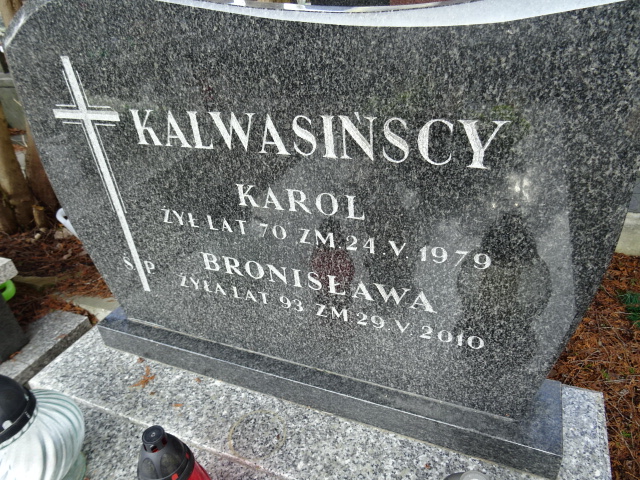 KALWASIŃSCY
KAROL
ŻYŁ LAT 70 ZM. 24.V.1979
Ś P
BRONISŁAWA
ŻYŁA LAT 93 ZM 29 V 2010